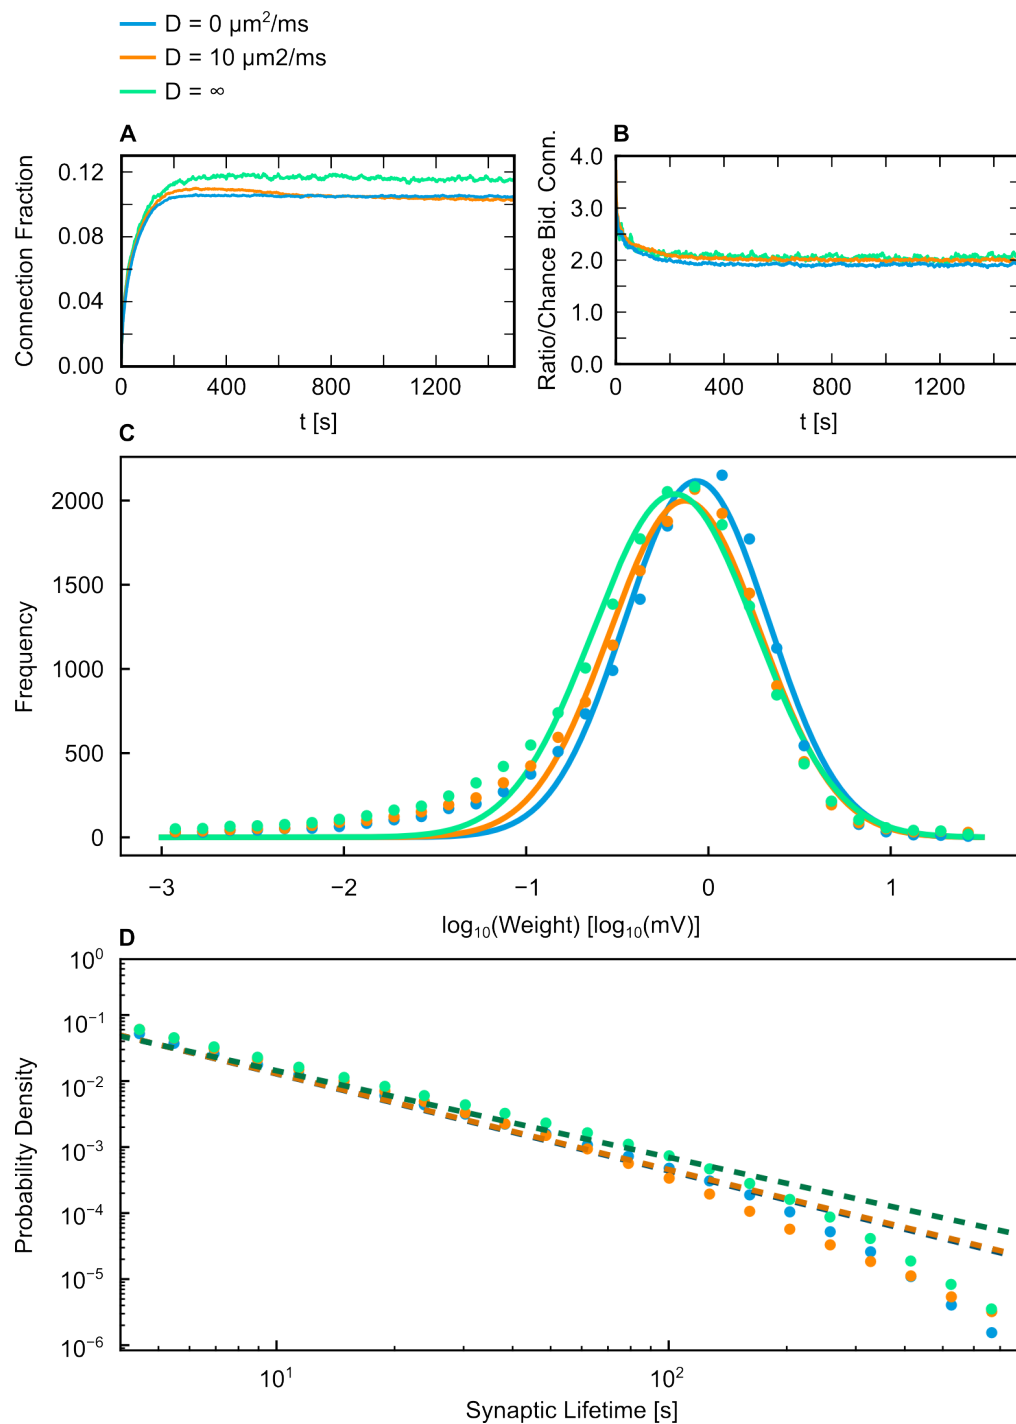 D = 0 µm²/ms
D = 10 µm2/ms
D = ∞
A
B
Connection Fraction
0.12
0.08
0.04
0.00
0 400 800 1200
t [s]
Ratio/Chance Bid. Conn.
4.0
3.0
2.0
1.0
0.0
0 400 800 1200
t [s]
C
Frequency
2000
1500
1000
500
0
−3 −2 −1 0 1
log₁₀(Weight) [log₁₀(mV)]
D
Probability Density
10⁰
10⁻¹
10⁻²
10⁻³
10⁻⁴
10⁻⁵
10⁻⁶
10¹ 10²
Synaptic Lifetime [s]